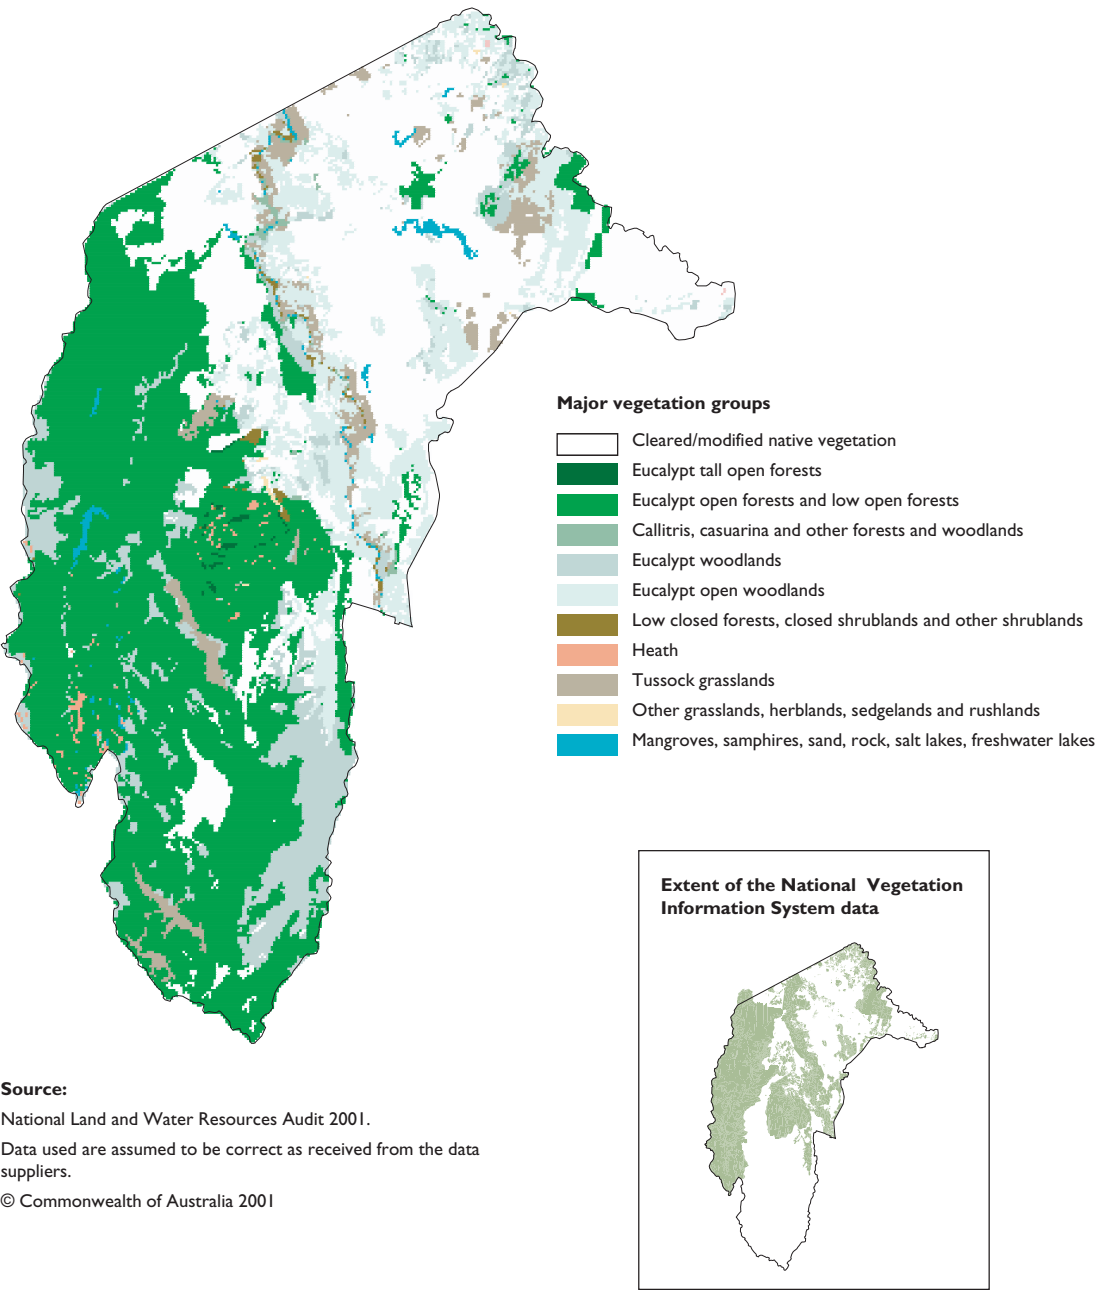 Major vegetation groups
Cleared/modified native vegetation
Eucalypt tall open forests
Eucalypt open forests and low open forests
Callitris, casuarina and other forests and woodlands
Eucalypt woodlands
Eucalypt open woodlands
Low closed forests, closed shrublands and other shrublands
Heath
Tussock grasslands
Other grasslands, herblands, sedgelands and rushlands
Mangroves, samphires, sand, rock, salt lakes, freshwater lakes
Extent of the National Vegetation
Information System data
Source:
National Land and Water Resources Audit 2001.
Data used are assumed to be correct as received from the data
suppliers.
© Commonwealth of Australia 2001